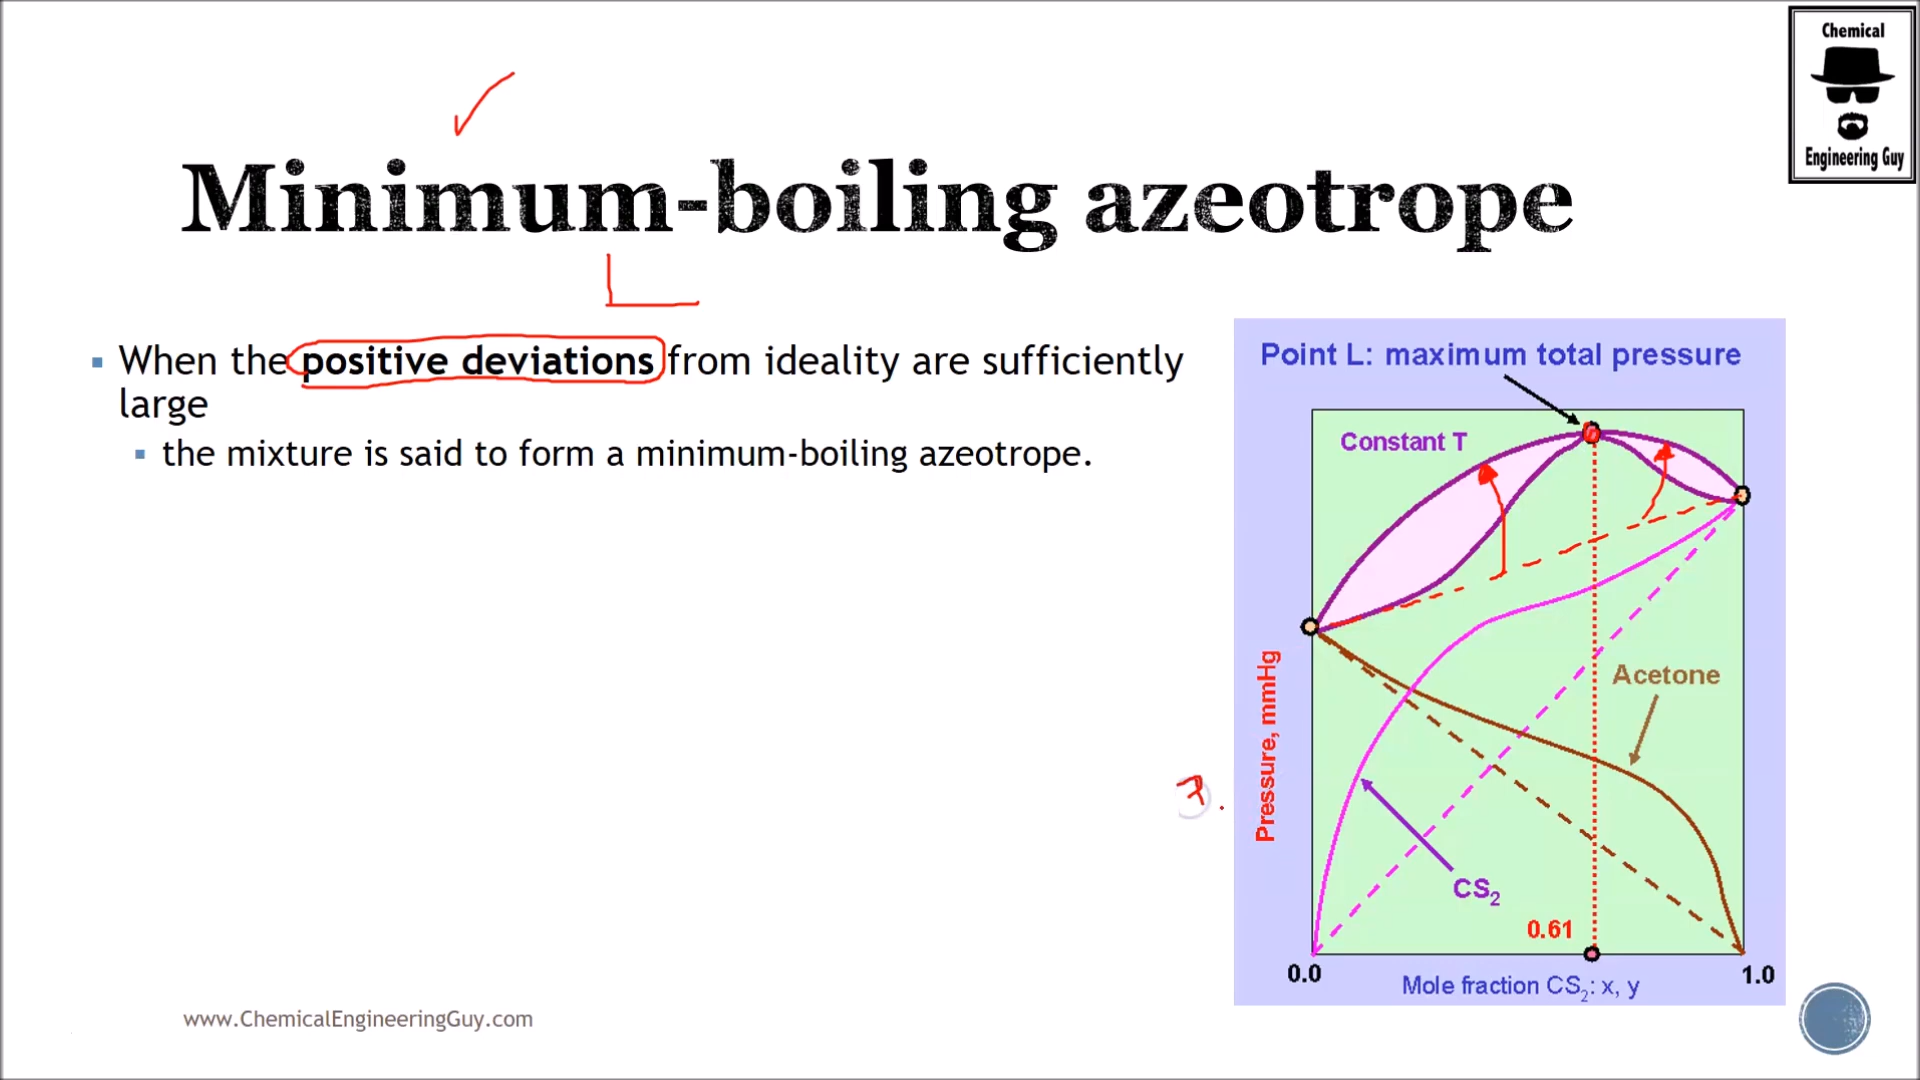 Chemical
Engineering Guy
Minimum-boiling azeotrope
When the positive deviations from ideality are sufficiently
large
the mixture is said to form a minimum-boiling azeotrope.
Point L: maximum total pressure
Constant T
Pressure, mmHg
Acetone
CS₂
0.61
0.0
1.0
Mole fraction CS₂: x, y
www.ChemicalEngineeringGuy.com